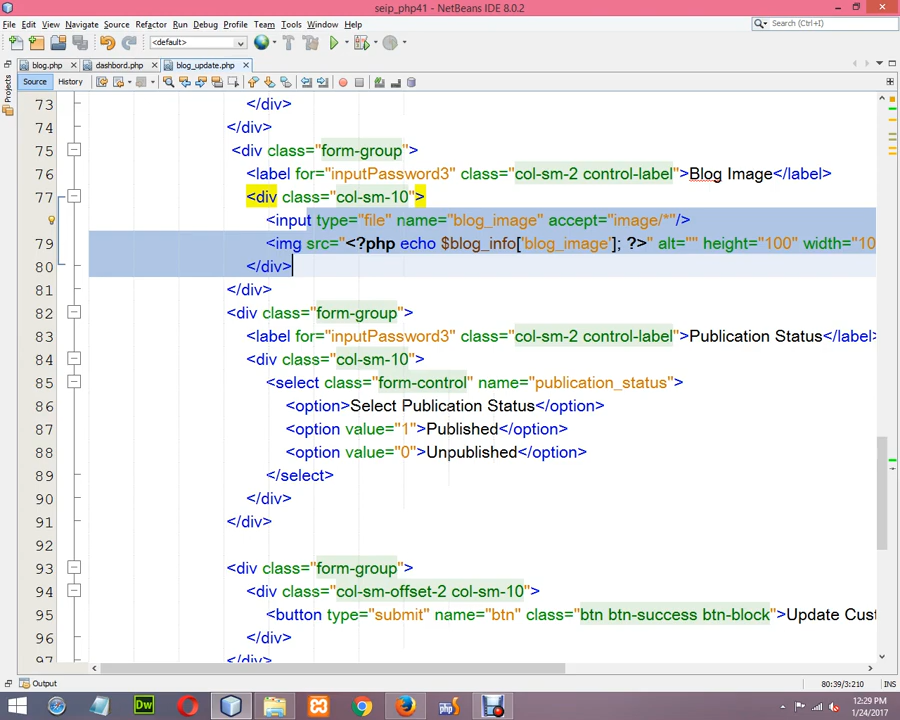 seip_php41 - NetBeans IDE 8.0.2
File Edit View Navigate Source Refactor Run Debug Profile Team Tools Window Help
Search (Ctrl+I)
<default>
blog.php dashbord.php blog_update.php
Source History
Projects
73 </div>
74 </div>
75 <div class="form-group">
76 <label for="inputPassword3" class="col-sm-2 control-label">Blog Image</label>
77 <div class="col-sm-10">
<input type="file" name="blog_image" accept="image/*"/>
79 <img src="<?php echo $blog_info['blog_image']; ?>" alt="" height="100" width="10
80 </div>
81 </div>
82 <div class="form-group">
83 <label for="inputPassword3" class="col-sm-2 control-label">Publication Status</label>
84 <div class="col-sm-10">
85 <select class="form-control" name="publication_status">
86 <option>Select Publication Status</option>
87 <option value="1">Published</option>
88 <option value="0">Unpublished</option>
89 </select>
90 </div>
91 </div>
92
93 <div class="form-group">
94 <div class="col-sm-offset-2 col-sm-10">
95 <button type="submit" name="btn" class="btn btn-success btn-block">Update Cust
96 </div>
97 </div>
Output
80:39/3:210 INS
Dw php
12:29 PM
1/24/2017